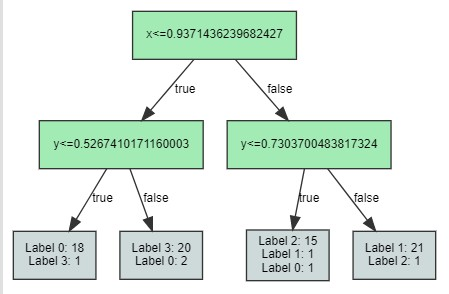 x<=0.9371436239682427
true
false
y<=0.5267410171160003
y<=0.7303700483817324
true
false
true
false
Label 0: 18
Label 3: 1
Label 3: 20
Label 0: 2
Label 2: 15
Label 1: 1
Label 0: 1
Label 1: 21
Label 2: 1